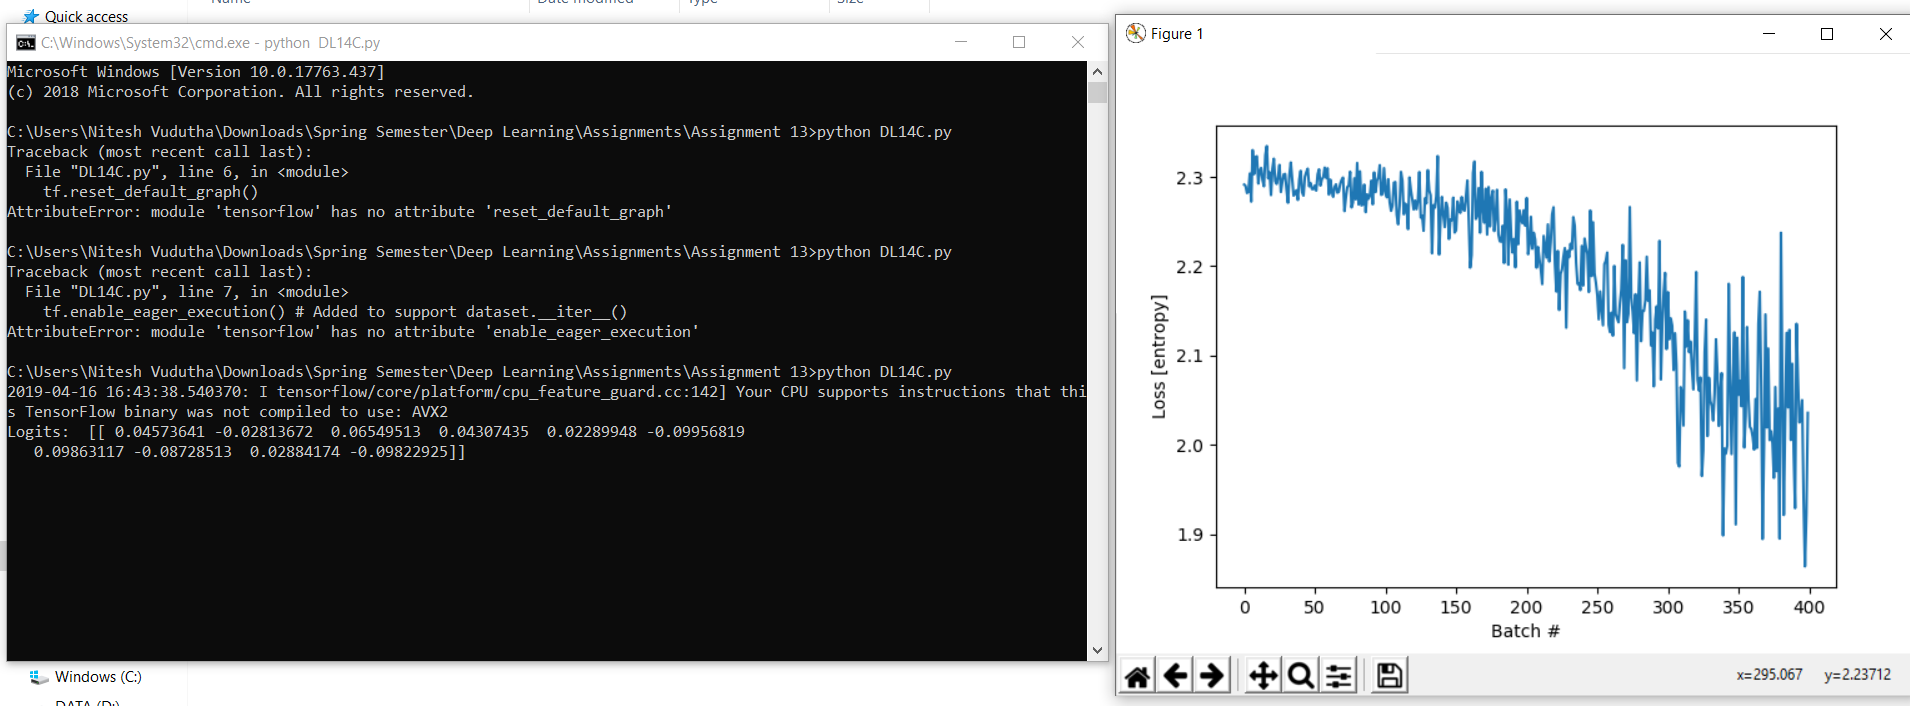 Name Date modified Type Size
Quick access
C:\Windows\System32\cmd.exe - python  DL14C.py
Microsoft Windows [Version 10.0.17763.437]
(c) 2018 Microsoft Corporation. All rights reserved.
C:\Users\Nitesh Vudutha\Downloads\Spring Semester\Deep Learning\Assignments\Assignment 13>python DL14C.py
Traceback (most recent call last):
  File "DL14C.py", line 6, in <module>
    tf.reset_default_graph()
AttributeError: module 'tensorflow' has no attribute 'reset_default_graph'
C:\Users\Nitesh Vudutha\Downloads\Spring Semester\Deep Learning\Assignments\Assignment 13>python DL14C.py
Traceback (most recent call last):
  File "DL14C.py", line 7, in <module>
    tf.enable_eager_execution() # Added to support dataset.__iter__()
AttributeError: module 'tensorflow' has no attribute 'enable_eager_execution'
C:\Users\Nitesh Vudutha\Downloads\Spring Semester\Deep Learning\Assignments\Assignment 13>python DL14C.py
2019-04-16 16:43:38.540370: I tensorflow/core/platform/cpu_feature_guard.cc:142] Your CPU supports instructions that thi
s TensorFlow binary was not compiled to use: AVX2
Logits:  [[ 0.04573641 -0.02813672  0.06549513  0.04307435  0.02289948 -0.09956819
   0.09863117 -0.08728513  0.02884174 -0.09822925]]
Windows (C:)
DATA (D:)
Figure 1
2.3
2.2
2.1
2.0
1.9
Loss [entropy]
0 50 100 150 200 250 300 350 400
Batch #
x=295.067 y=2.23712